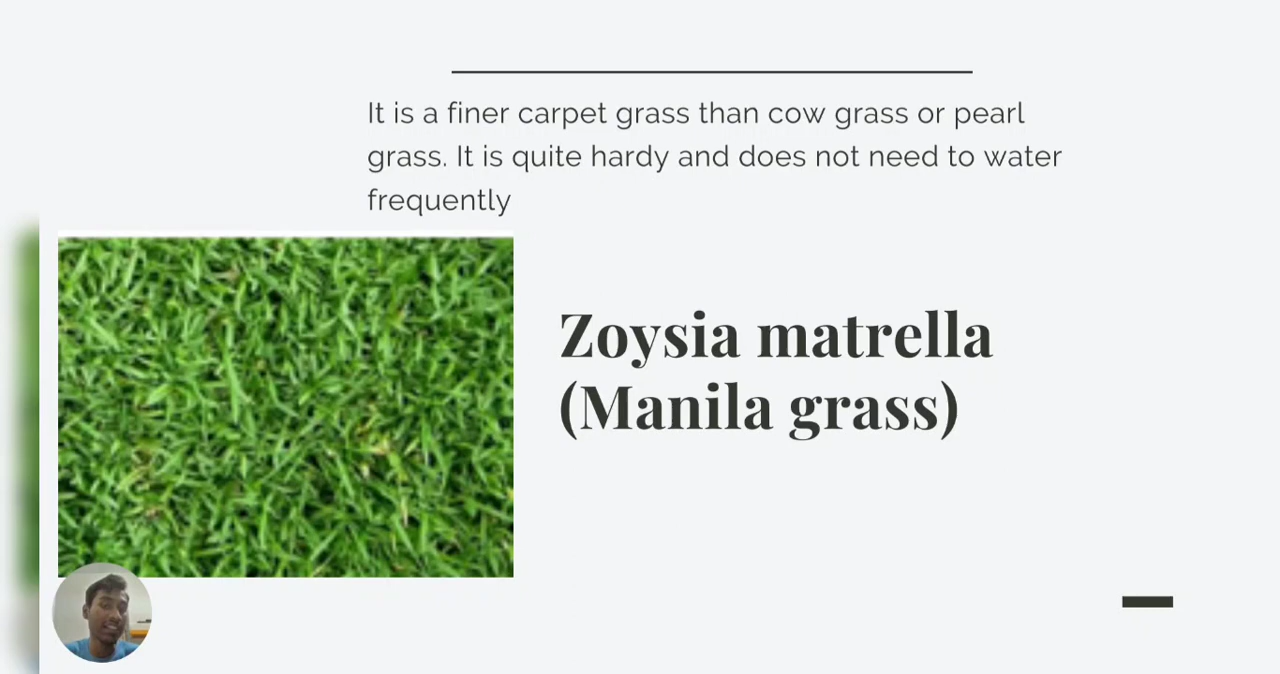 It is a finer carpet grass than cow grass or pearl
grass. It is quite hardy and does not need to water
frequently
Zoysia matrella
(Manila grass)